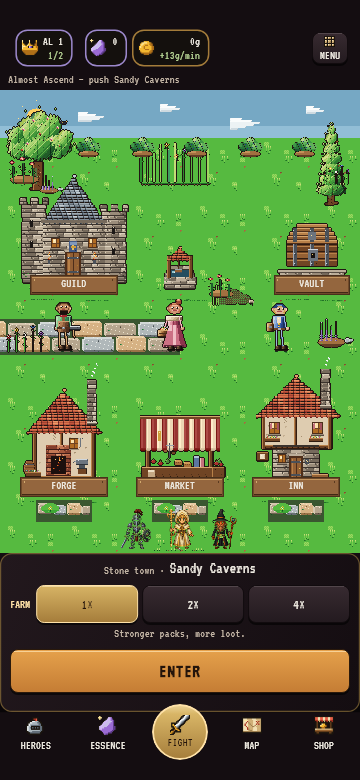 AL 1
1/2
0
0g
+13g/min
MENU
Almost Ascend – push Sandy Caverns
GUILD
VAULT
FORGE
MARKET
INN
Stone town · Sandy Caverns
FARM
1X
2X
4X
Stronger packs, more loot.
ENTER
HEROES
ESSENCE
FIGHT
MAP
SHOP